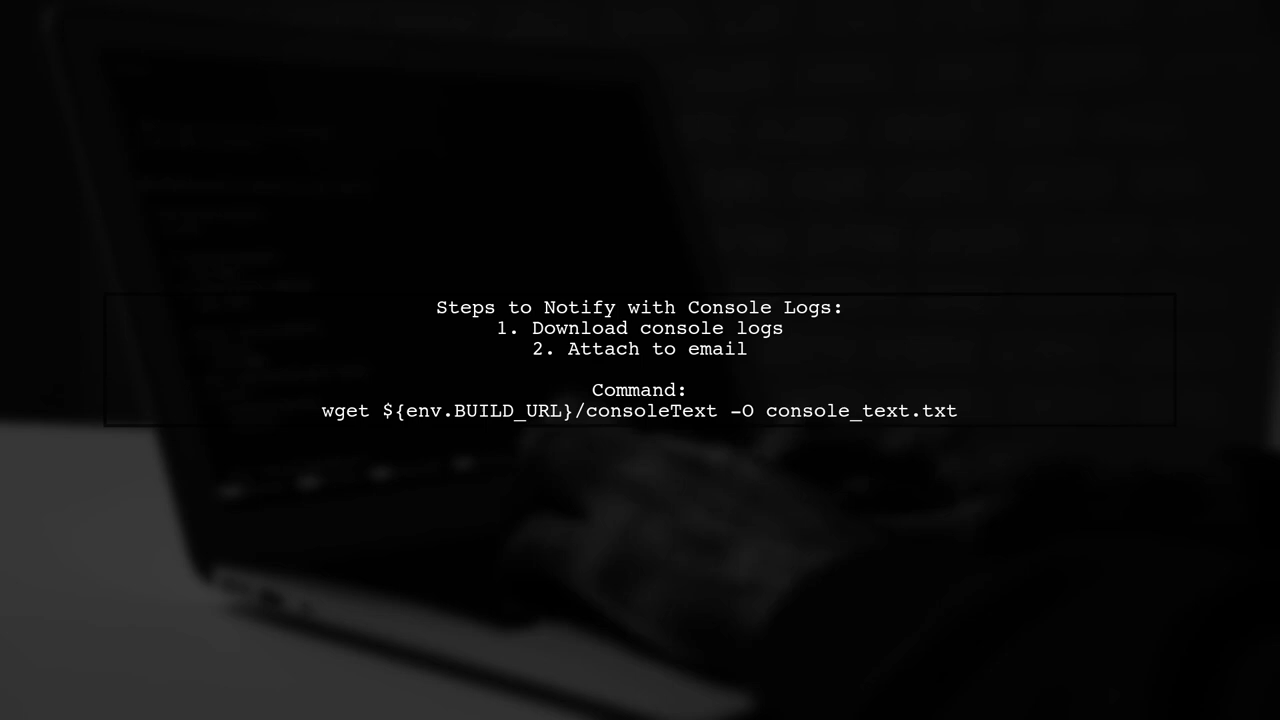 Steps to Notify with Console Logs:
1. Download console logs
2. Attach to email
Command:
wget ${env.BUILD_URL}/consoleText -O console_text.txt